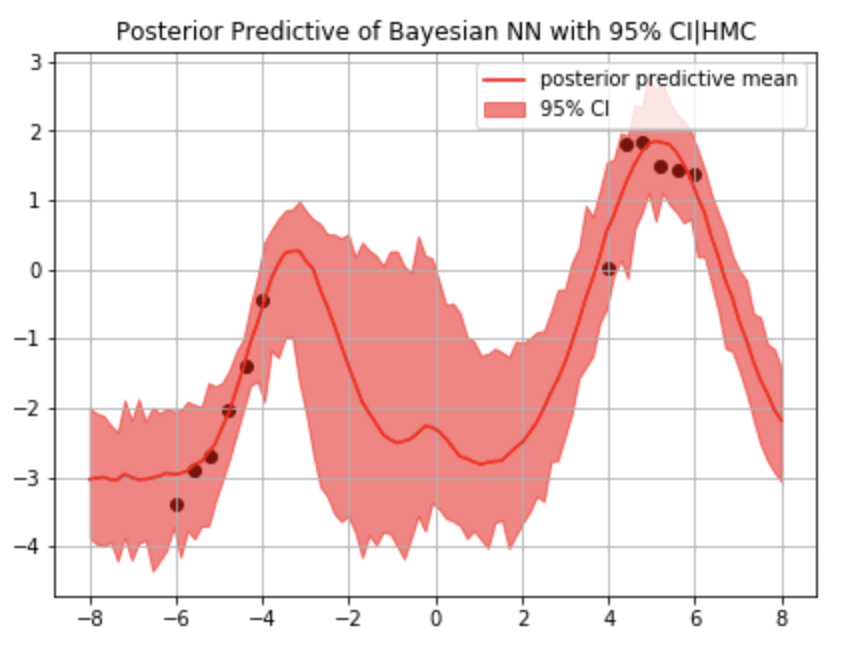 Posterior Predictive of Bayesian NN with 95% CI|HMC
posterior predictive mean
95% CI
3
2
1
0
−1
−2
−3
−4
−8 −6 −4 −2 0 2 4 6 8